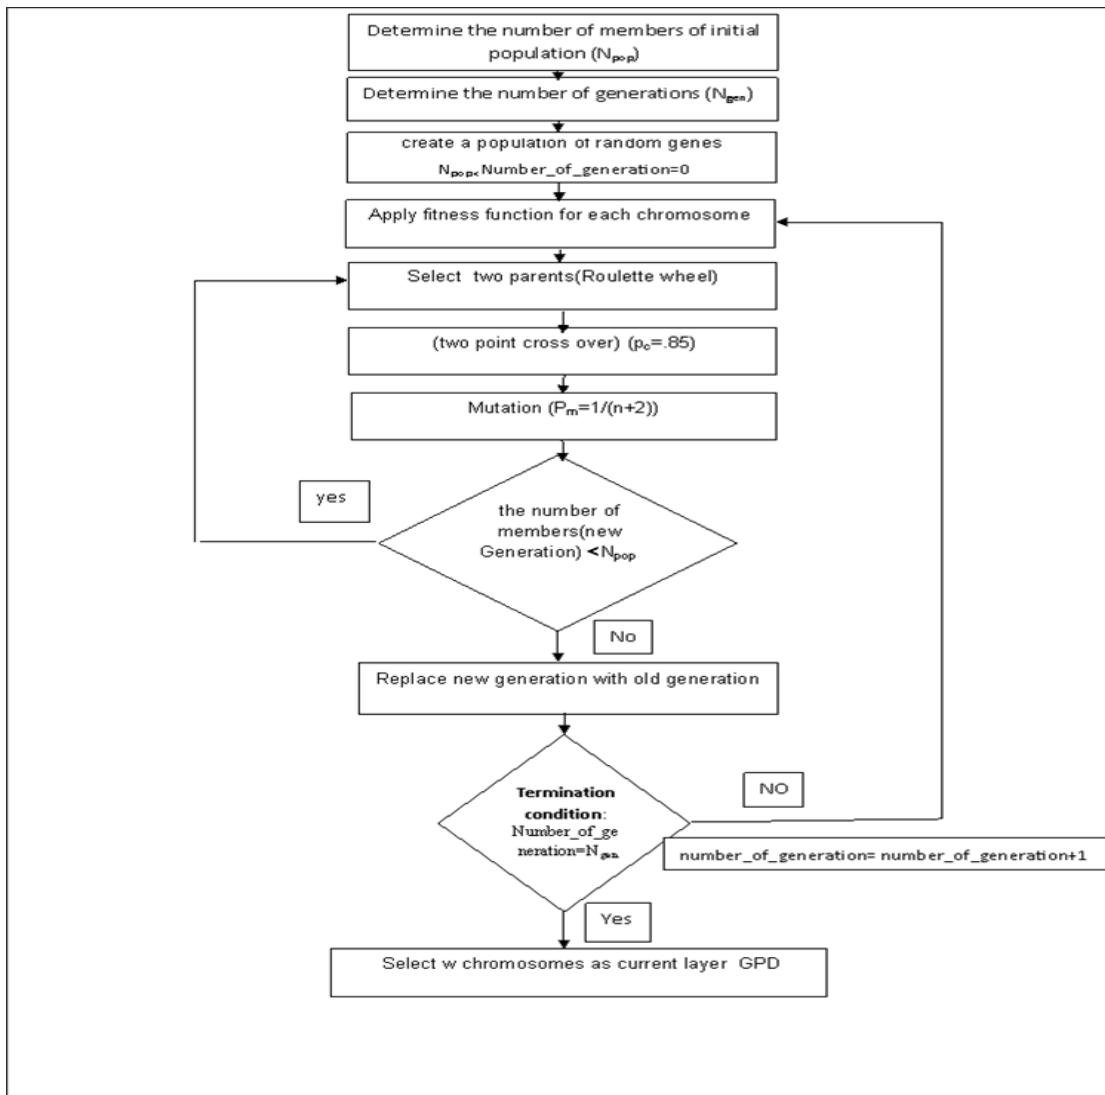 Determine the number of members of initial
population (Npop)
Determine the number of generations (Ngen)
create a population of random genes
Npop< Number_of_generation=0
Apply fitness function for each chromosome
Select two parents(Roulette wheel)
(two point cross over) (pc=.85)
Mutation (Pm=1/(n+2))
yes
the number of
members(new
Generation) <Npop
No
Replace new generation with old generation
Termination
condition:
Number_of_ge
neration=Ngen
NO
number_of_generation= number_of_generation+1
Yes
Select w chromosomes as current layer GPD